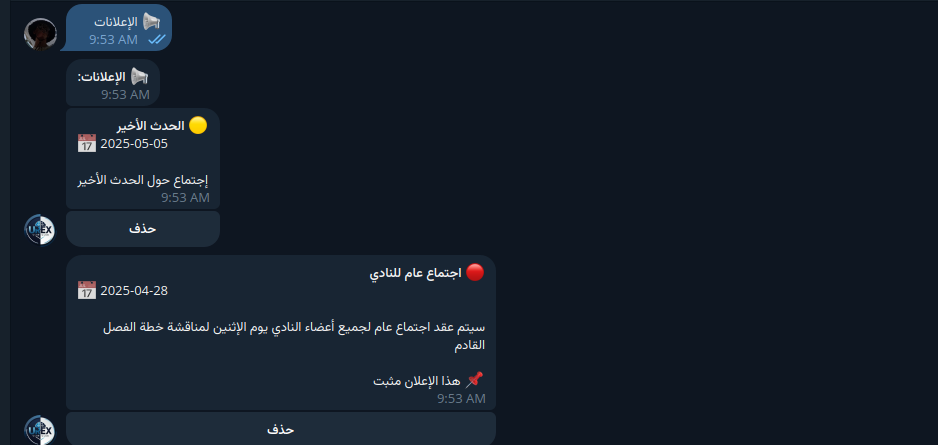 📢 الإعلانات
9:53 AM
📢 الإعلانات:
9:53 AM
🟡 الحدث الأخير
📅 2025-05-05
إجتماع حول الحدث الأخير
9:53 AM
حذف
🔴 اجتماع عام للنادي
📅 2025-04-28
سيتم عقد اجتماع عام لجميع أعضاء النادي يوم الإثنين لمناقشة خطة الفصل
القادم
📌 هذا الإعلان مثبت
9:53 AM
حذف